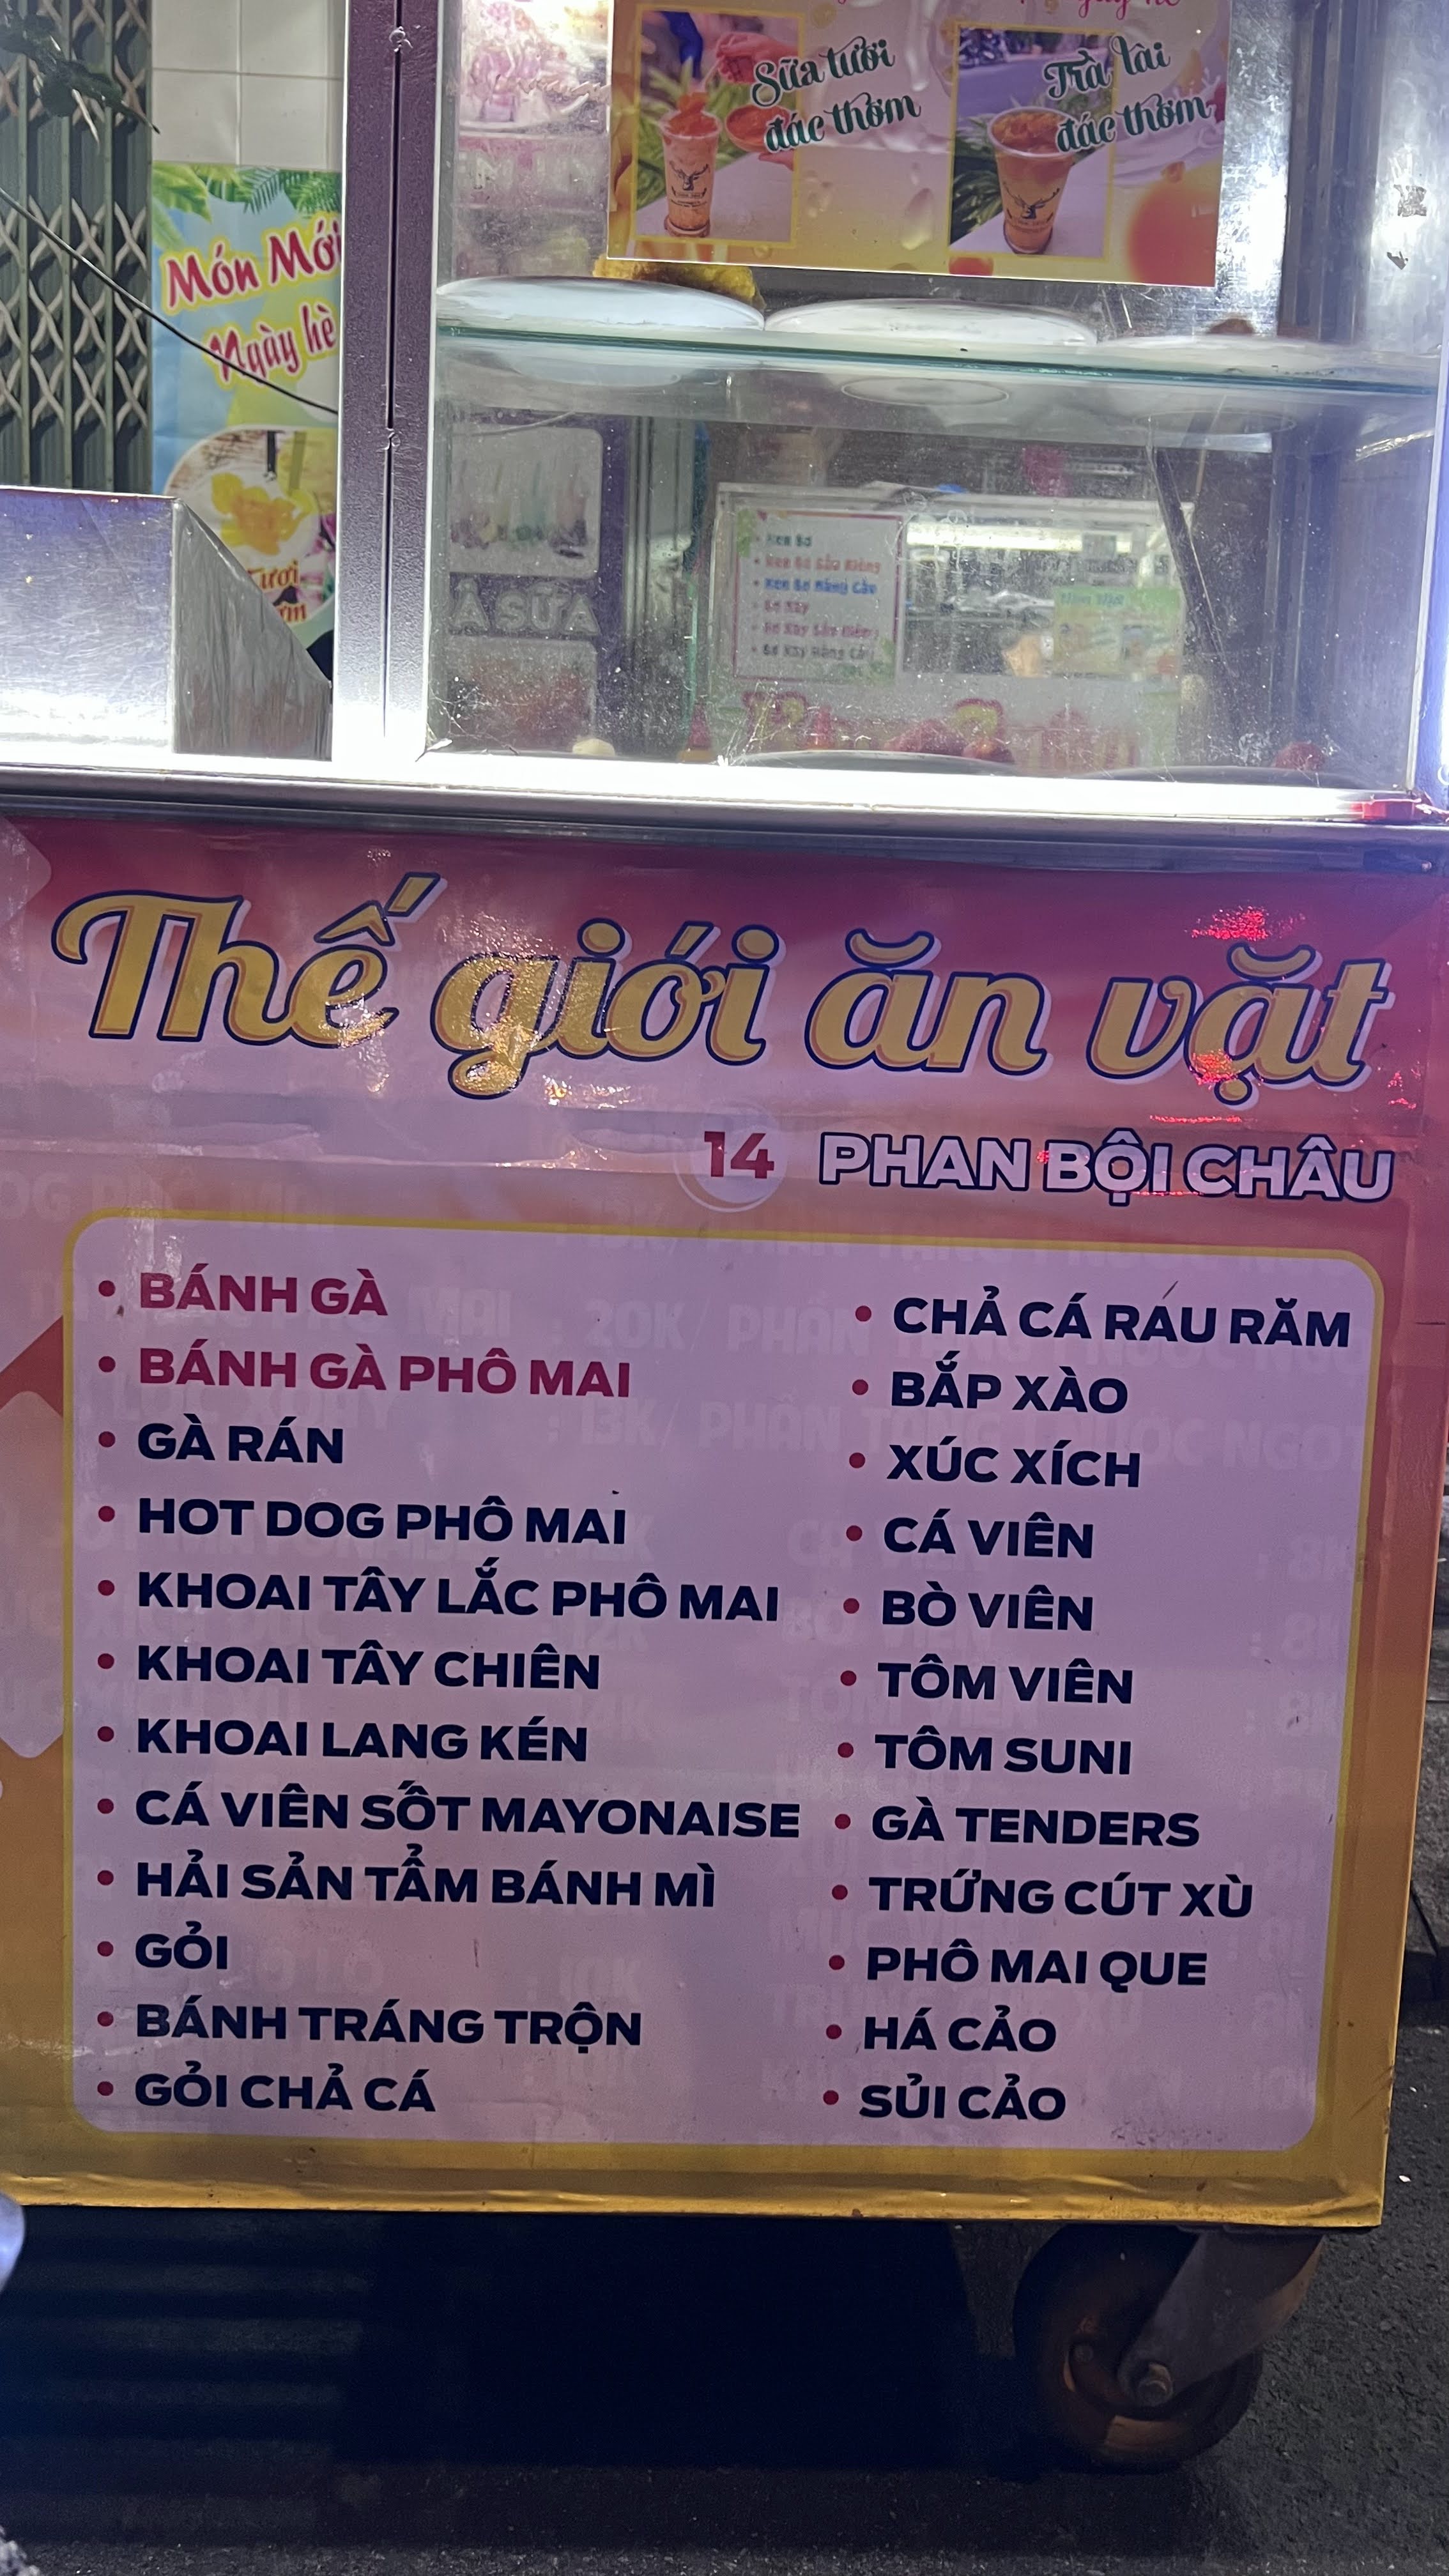 Sữa tươi
đác thơm
Trà lài
đác thơm
Món Mới
Ngày hè
Thế giới ăn vặt
14 PHAN BỘI CHÂU
• BÁNH GÀ
• BÁNH GÀ PHÔ MAI
• GÀ RÁN
• HOT DOG PHÔ MAI
• KHOAI TÂY LẮC PHÔ MAI
• KHOAI TÂY CHIÊN
• KHOAI LANG KÉN
• CÁ VIÊN SỐT MAYONAISE
• HẢI SẢN TẨM BÁNH MÌ
• GỎI
• BÁNH TRÁNG TRỘN
• GỎI CHẢ CÁ
• CHẢ CÁ RÁU RĂM
• BẮP XÀO
• XÚC XÍCH
• CÁ VIÊN
• BÒ VIÊN
• TÔM VIÊN
• TÔM SUNI
• GÀ TENDERS
• TRỨNG CÚT XÙ
• PHÔ MAI QUE
• HÁ CẢO
• SỦI CẢO